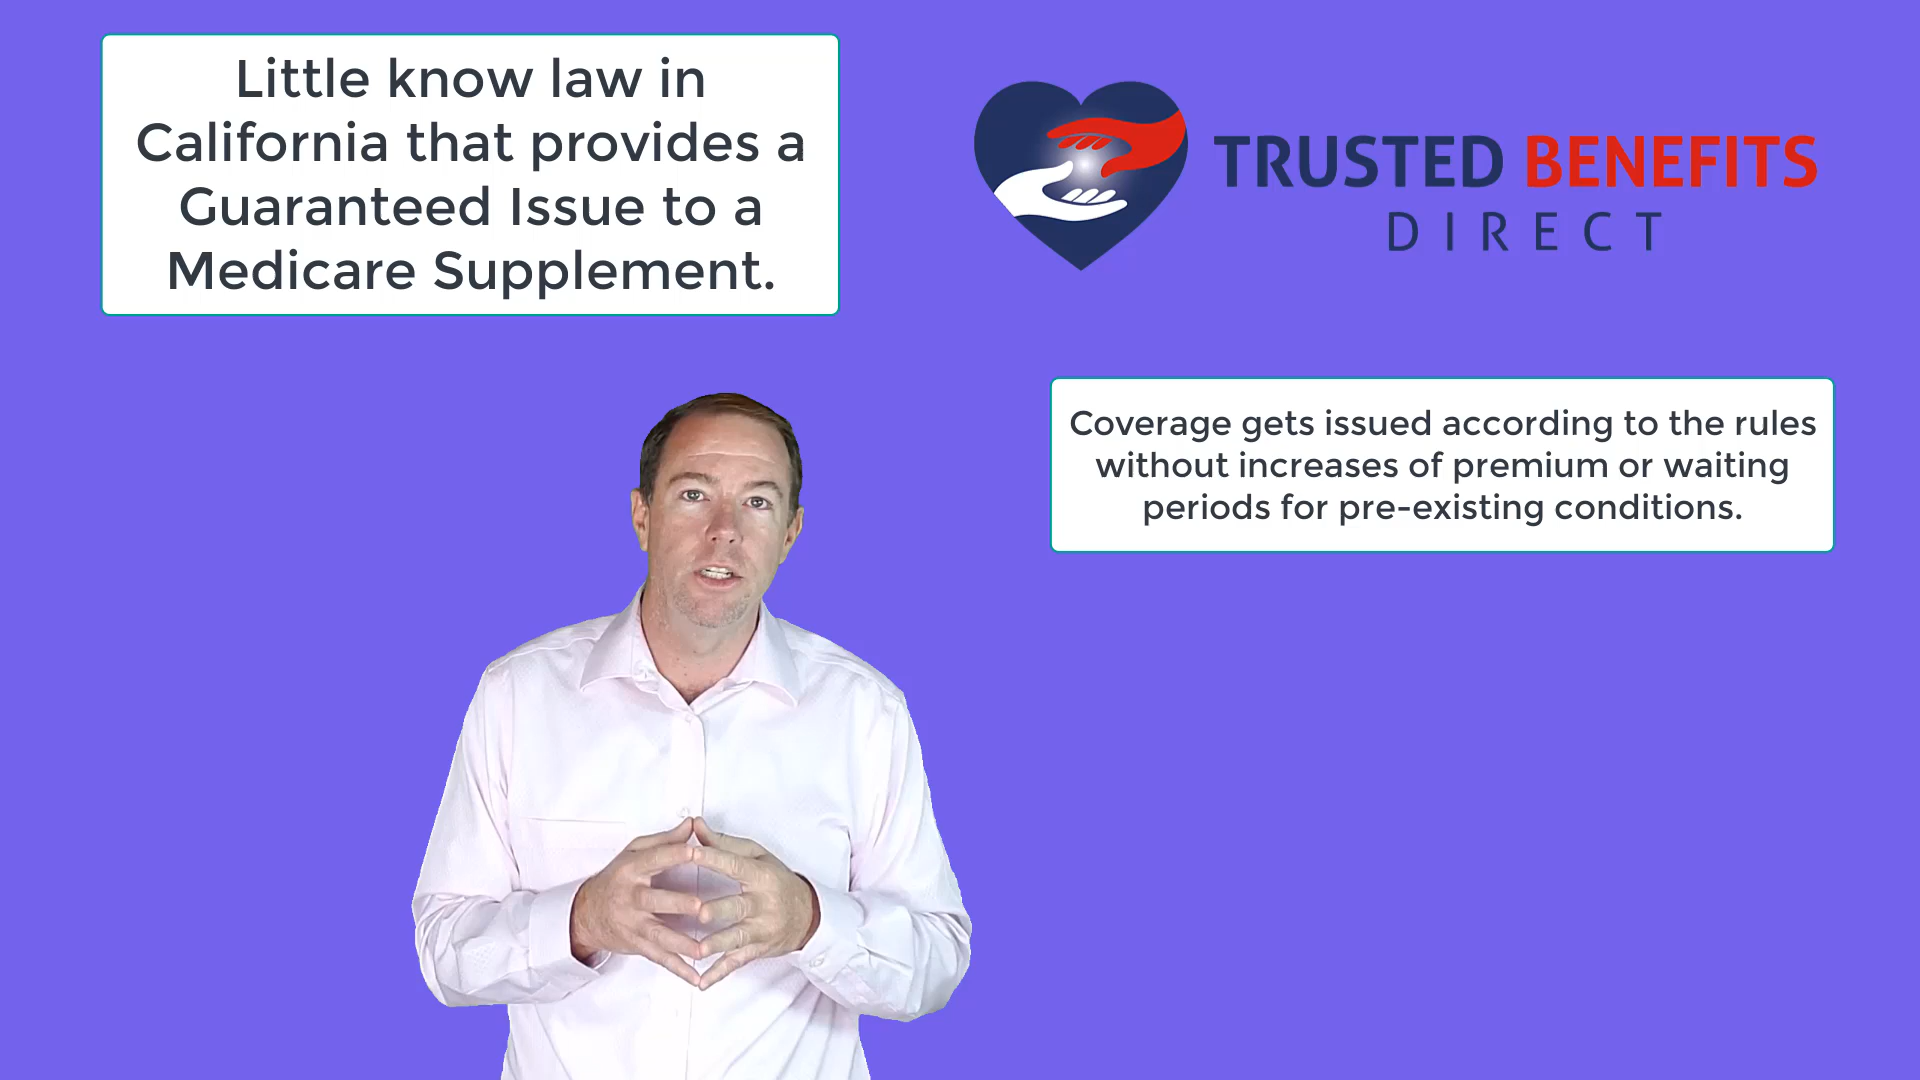 Little know law in
California that provides a
Guaranteed Issue to a
Medicare Supplement.
TRUSTED BENEFITS
DIRECT
Coverage gets issued according to the rules
without increases of premium or waiting
periods for pre-existing conditions.